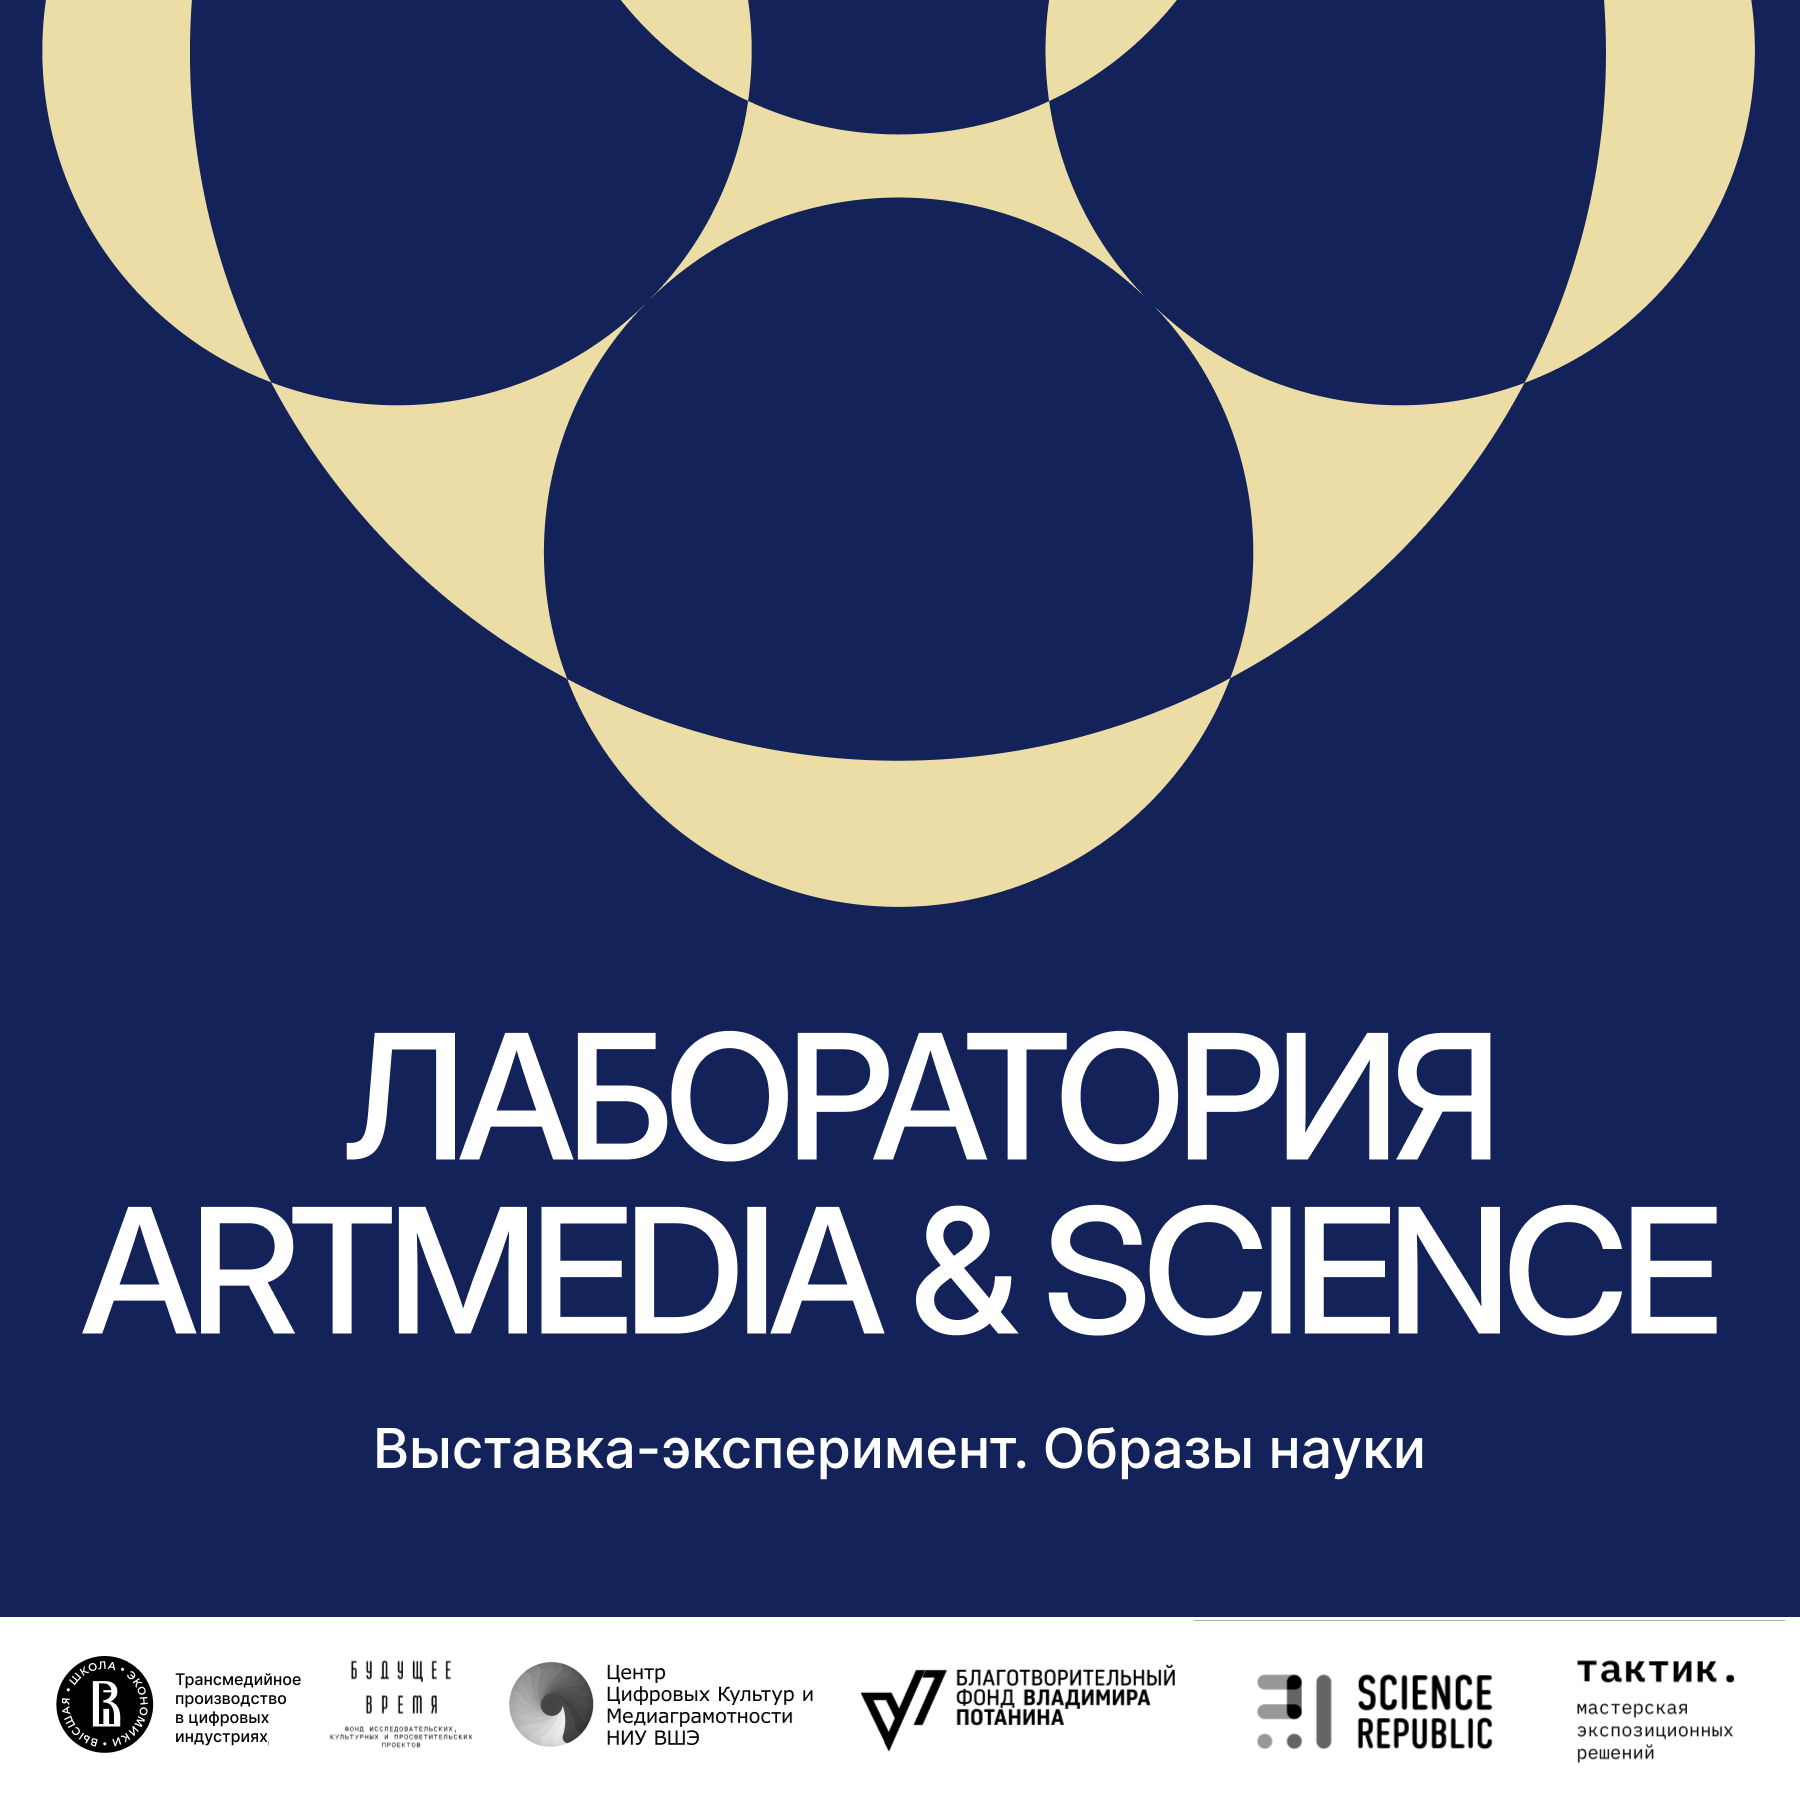 ЛАБОРАТОРИЯ
ARTMEDIA & SCIENCE
Выставка-эксперимент. Образы науки
ВЫСШАЯ • ШКОЛА • ЭКОНОМИКИ •
Трансмедийное
производство
в цифровых
индустриях
БУДУЩЕЕ
ВРЕМЯ
ФОНД ИССЛЕДОВАТЕЛЬСКИХ,
КУЛЬТУРНЫХ И ПРОСВЕТИТЕЛЬСКИХ
ПРОЕКТОВ
Центр
Цифровых Культур и
Медиаграмотности
НИУ ВШЭ
БЛАГОТВОРИТЕЛЬНЫЙ
ФОНД ВЛАДИМИРА
ПОТАНИНА
SCIENCE
REPUBLIC
тактик.
мастерская
экспозиционных
решений